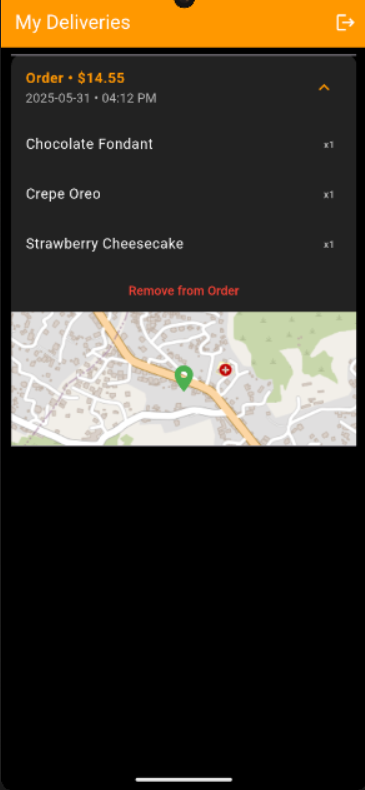 My Deliveries
Order • $14.55
2025-05-31 • 04:12 PM
Chocolate Fondant x1
Crepe Oreo x1
Strawberry Cheesecake x1
Remove from Order